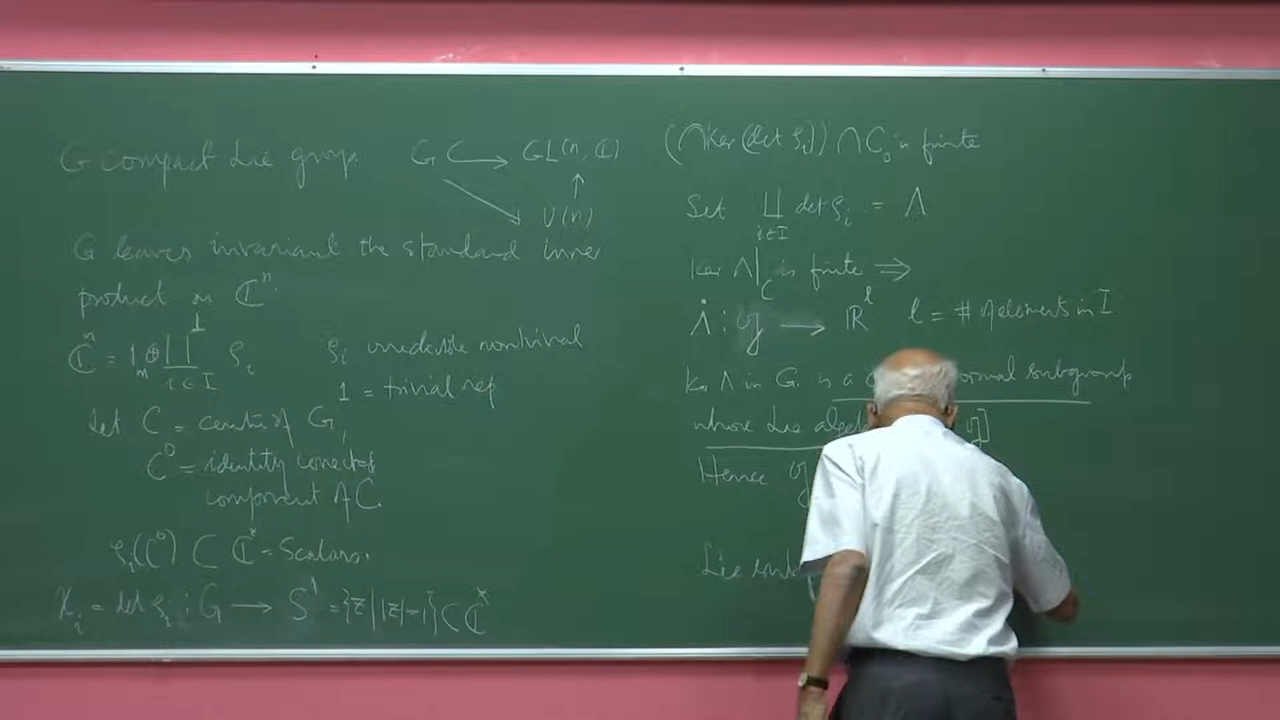 G compact Lie group G ⊂⟶ GL(n, ℂ)
↘ ↑
U(n)
G leaves invariant the standard inner
product on ℂⁿ.
ℂⁿ = 1ₘ ⊕ ∐ ρᵢ ρᵢ irreducible nontrivial
i ∈ I 1 = trivial rep
Let C = centre of G,
C⁰ = identity connected
component of C.
ρᵢ(C⁰) ⊂ ℂ* = Scalars.
χᵢ = det ρᵢ : G ⟶ S¹ = {z | |z| = 1} ⊂ ℂ*
(∩ Ker (det ρᵢ)) ∩ C₀ is finite
Set ∐ det ρᵢ = Λ
i∈I
Ker Λ|_C is finite ⇒
Λ̇ : 𝔤 ⟶ ℝˡ l = # of elements in I
Ker Λ in G is a normal subgroup
whose Lie 𝔤]
Hence 𝔤
Lie